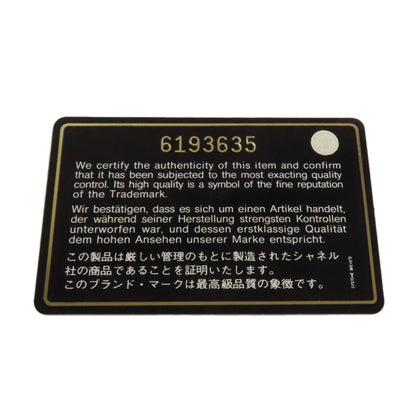 6193635
We certify the authenticity of this item and confirm
that it has been subjected to the most exacting quality
control. Its high quality is a symbol of the fine reputation
of the Trademark.
Wir bestätigen, dass es sich um einen Artikel handelt,
der während seiner Herstellung strengsten Kontrollen
unterworfen war, und dessen erstklassige Qualität
dem hohen Ansehen unserer Marke entspricht.
この製品は厳しい管理のもとに製造されたシャネル
社の商品であることを証明いたします。
このブランド・マークは最高級品質の象徴です。